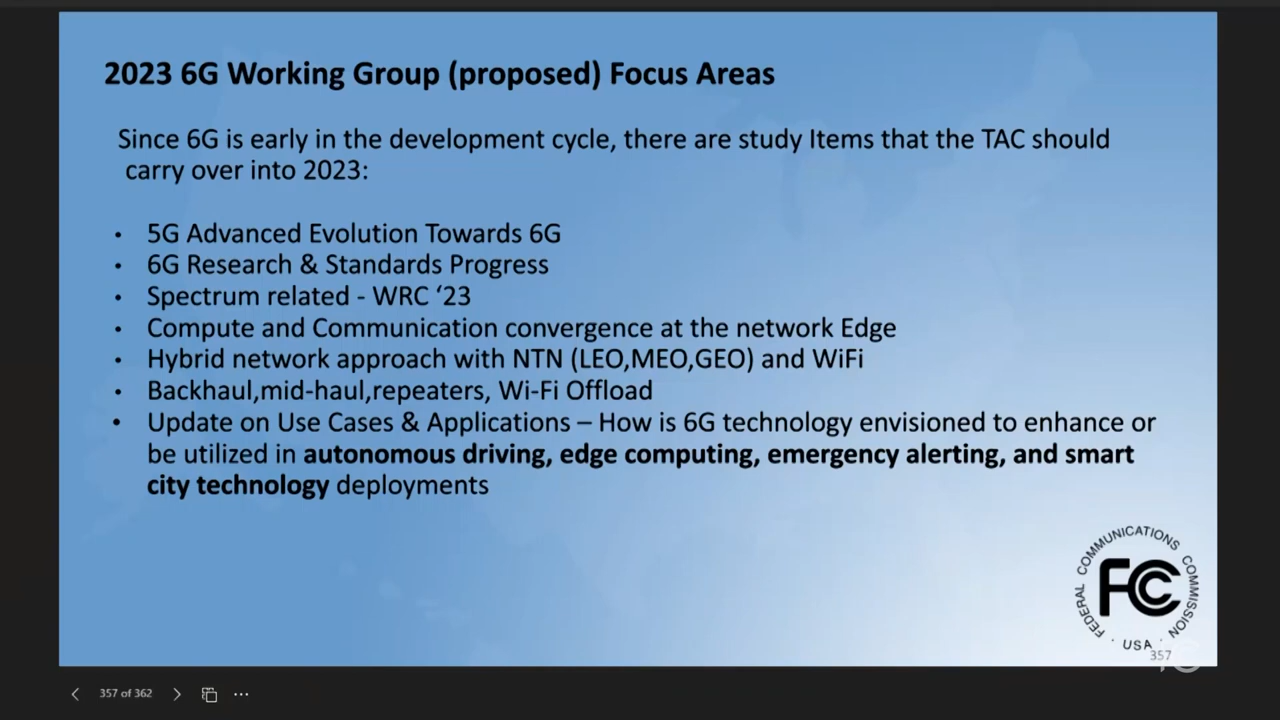 2023 6G Working Group (proposed) Focus Areas
Since 6G is early in the development cycle, there are study Items that the TAC should
carry over into 2023:
• 5G Advanced Evolution Towards 6G
• 6G Research & Standards Progress
• Spectrum related - WRC ‘23
• Compute and Communication convergence at the network Edge
• Hybrid network approach with NTN (LEO,MEO,GEO) and WiFi
• Backhaul,mid-haul,repeaters, Wi-Fi Offload
• Update on Use Cases & Applications – How is 6G technology envisioned to enhance or
be utilized in autonomous driving, edge computing, emergency alerting, and smart
city technology deployments
FEDERAL COMMUNICATIONS COMMISSION
FCC
· USA ·
357
357 of 362